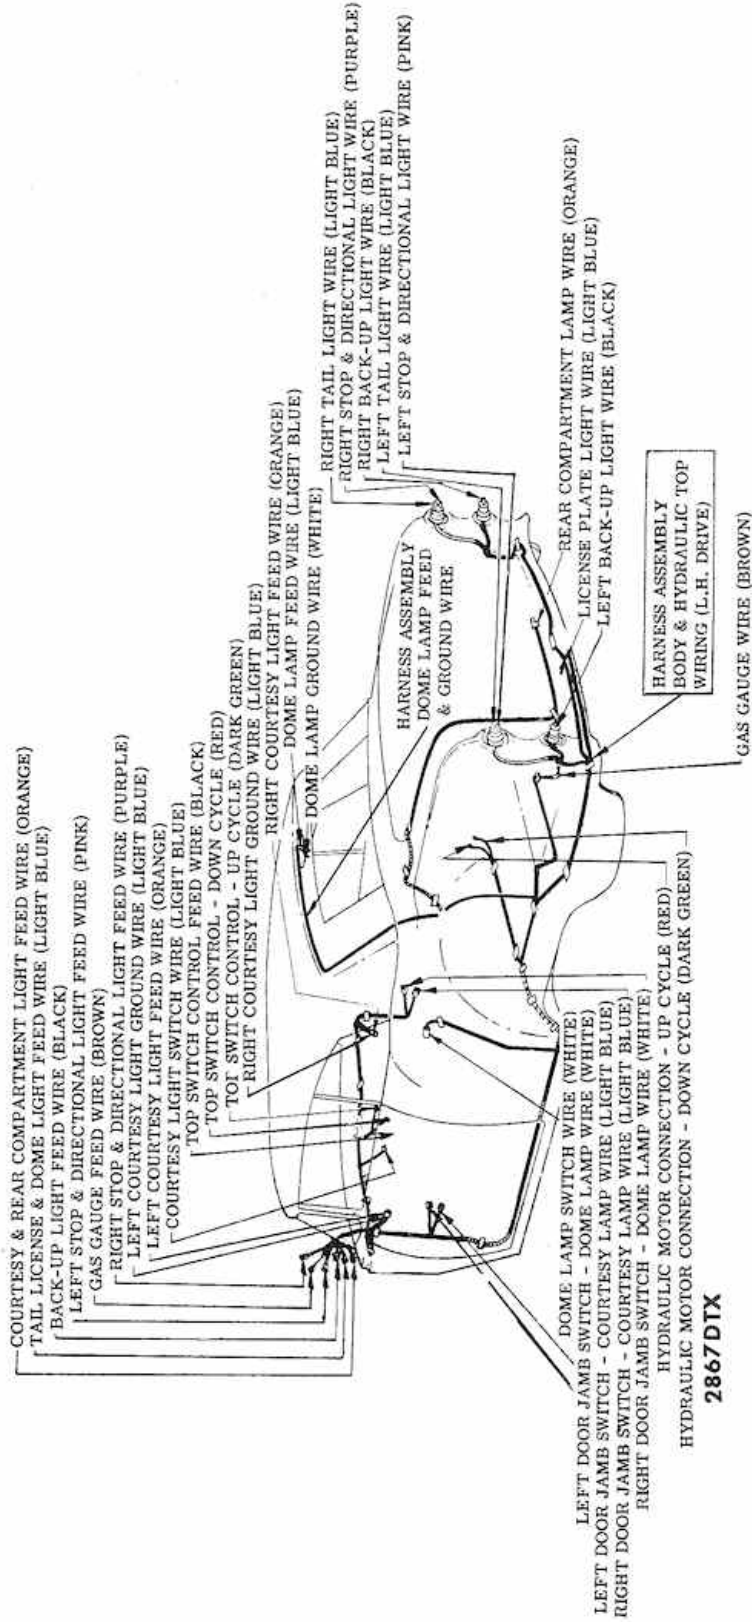 COURTESY & REAR COMPARTMENT LIGHT FEED WIRE (ORANGE)
TAIL LICENSE & DOME LIGHT FEED WIRE (LIGHT BLUE)
BACK-UP LIGHT FEED WIRE (BLACK)
LEFT STOP & DIRECTIONAL LIGHT FEED WIRE (PINK)
GAS GAUGE FEED WIRE (BROWN)
RIGHT STOP & DIRECTIONAL LIGHT FEED WIRE (PURPLE)
LEFT COURTESY LIGHT GROUND WIRE (LIGHT BLUE)
LEFT COURTESY LIGHT FEED WIRE (ORANGE)
COURTESY LIGHT SWITCH WIRE (LIGHT BLUE)
TOP SWITCH CONTROL FEED WIRE (BLACK)
TOP SWITCH CONTROL - DOWN CYCLE (RED)
TOP SWITCH CONTROL - UP CYCLE (DARK GREEN)
RIGHT COURTESY LIGHT GROUND WIRE (LIGHT BLUE)
RIGHT COURTESY LIGHT FEED WIRE (ORANGE)
DOME LAMP FEED WIRE (LIGHT BLUE)
DOME LAMP GROUND WIRE (WHITE)
RIGHT TAIL LIGHT WIRE (LIGHT BLUE)
RIGHT STOP & DIRECTIONAL LIGHT WIRE (PURPLE)
RIGHT BACK-UP LIGHT WIRE (BLACK)
LEFT TAIL LIGHT WIRE (LIGHT BLUE)
LEFT STOP & DIRECTIONAL LIGHT WIRE (PINK)
HARNESS ASSEMBLY
DOME LAMP FEED
& GROUND WIRE
REAR COMPARTMENT LAMP WIRE (ORANGE)
LICENSE PLATE LIGHT WIRE (LIGHT BLUE)
LEFT BACK-UP LIGHT WIRE (BLACK)
HARNESS ASSEMBLY
BODY & HYDRAULIC TOP
WIRING (L.H. DRIVE)
GAS GAUGE WIRE (BROWN)
DOME LAMP SWITCH WIRE (WHITE)
LEFT DOOR JAMB SWITCH - DOME LAMP WIRE (WHITE)
LEFT DOOR JAMB SWITCH - COURTESY LAMP WIRE (LIGHT BLUE)
RIGHT DOOR JAMB SWITCH - COURTESY LAMP WIRE (LIGHT BLUE)
RIGHT DOOR JAMB SWITCH - DOME LAMP WIRE (WHITE)
HYDRAULIC MOTOR CONNECTION - UP CYCLE (RED)
HYDRAULIC MOTOR CONNECTION - DOWN CYCLE (DARK GREEN)
2867DTX